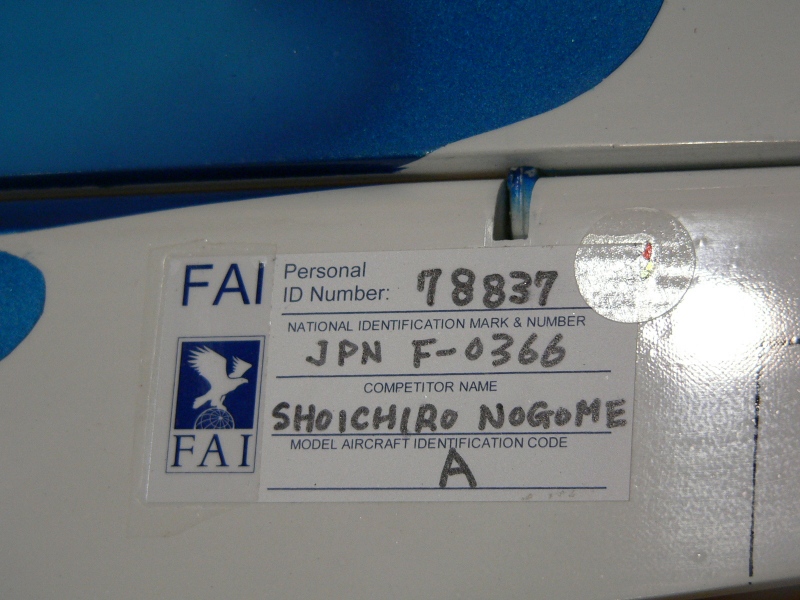 FAI
Personal
ID Number: 78837
NATIONAL IDENTIFICATION MARK & NUMBER
JPN F-0366
COMPETITOR NAME
SHOICHIRO NOGOME
MODEL AIRCRAFT IDENTIFICATION CODE
A
FAI